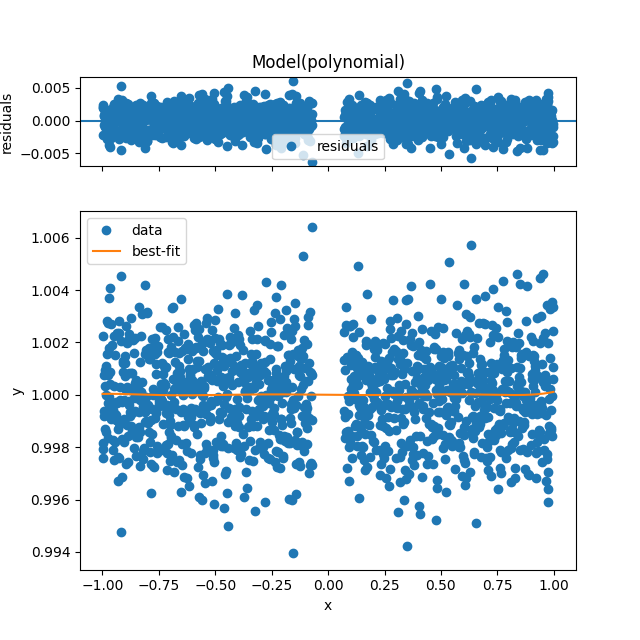 Model(polynomial)
residuals
0.005
0.000
−0.005
residuals
data
best-fit
y
1.006
1.004
1.002
1.000
0.998
0.996
0.994
−1.00 −0.75 −0.50 −0.25 0.00 0.25 0.50 0.75 1.00
x